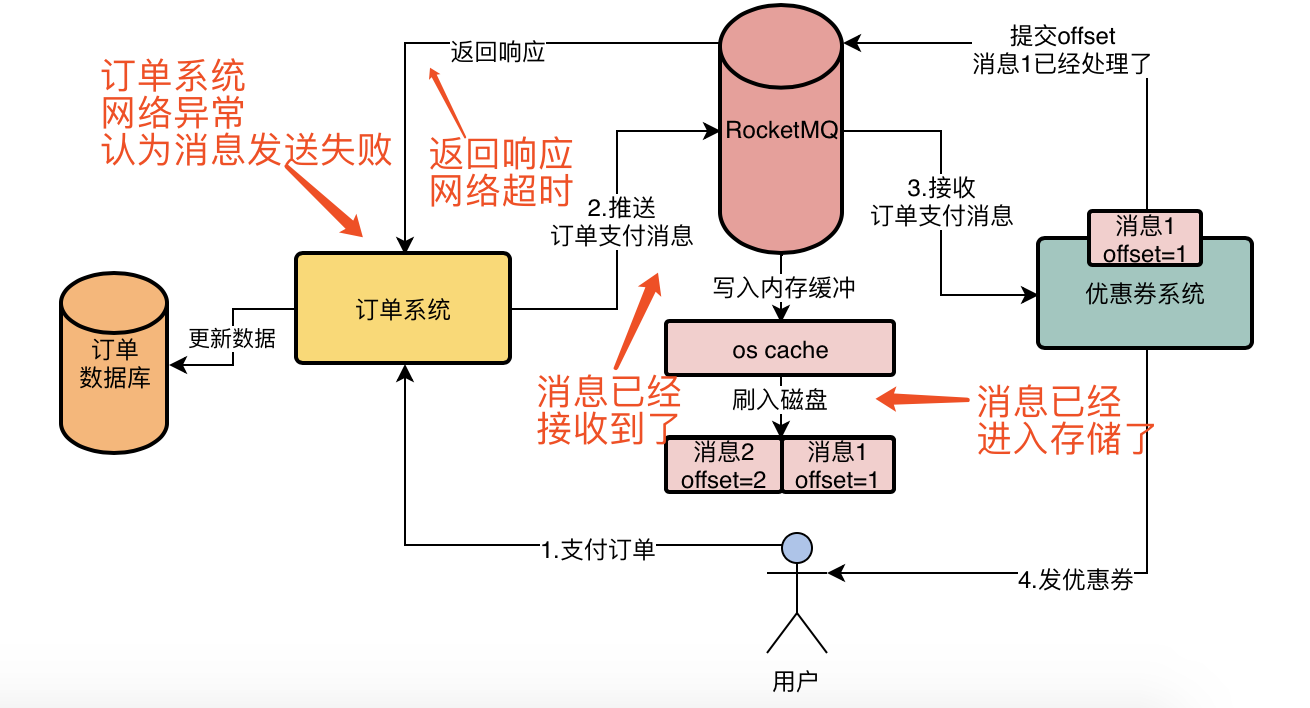 返回响应
提交offset
消息1已经处理了
订单系统
网络异常
认为消息发送失败
返回响应
网络超时
RocketMQ
2.推送
订单支付消息
3.接收
订单支付消息
消息1
offset=1
优惠券系统
写入内存缓冲
订单系统
更新数据
订单
数据库
os cache
消息已经
接收到了
刷入磁盘
消息已经
进入存储了
消息2
offset=2
消息1
offset=1
1.支付订单
4.发优惠券
用户